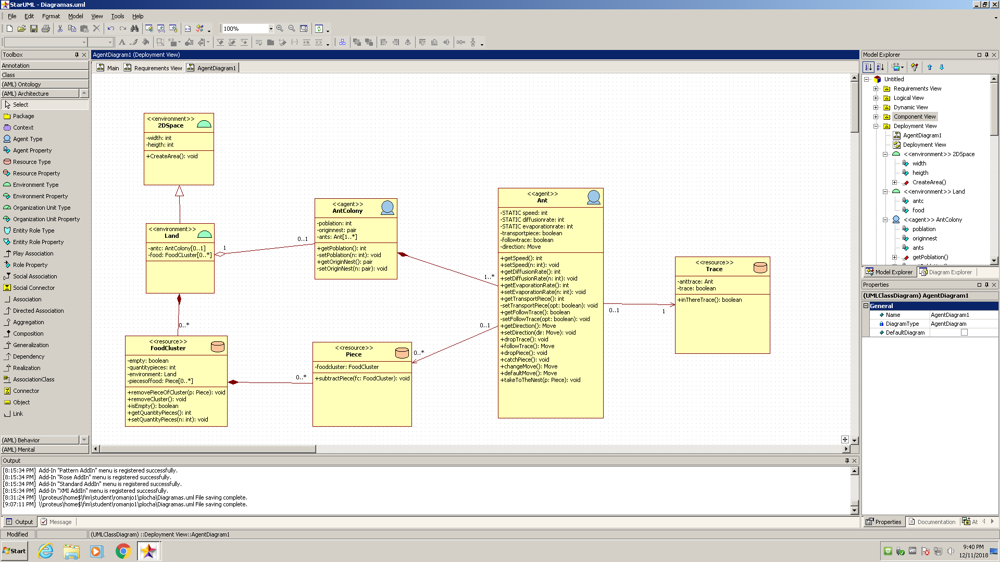 StarUML - Diagramas.uml
File Edit Format Model View Tools Help
100%
Toolbox
Annotation
Class
(AML) Ontology
(AML) Architecture
Select
Package
Context
Agent Type
Agent Property
Resource Type
Resource Property
Environment Type
Environment Property
Organization Unit Type
Organization Unit Property
Entity Role Type
Entity Role Property
Play Association
Role Property
Social Association
Social Connector
Association
Directed Association
Aggregation
Composition
Generalization
Dependency
Realization
AssociationClass
Connector
Object
Link
(AML) Behavior
(AML) Mental
AgentDiagram1 (Deployment View)
Main Requirements View AgentDiagram1
<<environment>>
2DSpace
-width: int
-heigth: int
+CreateArea(): void
<<environment>>
Land
-antc: AntColony[0..1]
-food: FoodCLuster[0..*]
1
0..1
<<agent>>
AntColony
-poblation: int
-originnest: pair
-ants: Ant[1..*]
+getPoblation(): int
-setPoblation(n: int): void
+getOriginNest(): pair
-setOriginNest(n: pair): void
1..*
<<agent>>
Ant
-STATIC speed: int
-STATIC diffusionrate: int
-STATIC evaporationrate: int
-transportpiece: boolean
-followtrace: boolean
-direction: Move
+getSpeed(): int
+setSpeed(n: int): void
+getDiffusionRate(): int
+setDiffusionRate(n: int): void
+getEvaporationRate(): int
+setEvaporationRate(n: int): void
+getTransportPiece(): int
-setTransportPiece(opt: boolean): void
+getFollowTrace(): boolean
-setFollowTrace(opt: boolean): void
+getDirection(): Move
+setDirection(dir: Move): void
+dropTrace(): void
+followTrace(): Move
+dropPiece(): void
+catchPiece(): void
+changeMove(): Move
+defaultMove(): Move
+takeToTheNest(p: Piece): void
0..1
1
<<resource>>
Trace
-anttrace: Ant
-trace: boolean
+inThereTrace(): boolean
0..*
<<resource>>
FoodCluster
-empty: boolean
-quantitypieces: int
-environment: Land
-piecesoffood: Piece[0..*]
+removePieceOfCluster(p: Piece): void
+removeCluster(): void
+isEmpty(): boolean
+getQuantityPieces(): int
+setQuantityPieces(n: int): void
0..*
<<resource>>
Piece
-foodcluster: FoodCluster
+subtractPiece(fc: FoodCluster): void
0..1
0..*
Model Explorer
Untitled
Requirements View
Logical View
Dynamic View
Component View
Deployment View
AgentDiagram1
Deployment View
<<environment>> 2DSpace
width
heigth
CreateArea()
<<environment>> Land
antc
food
<<agent>> AntColony
poblation
originnest
ants
getPoblation()
Model Explorer Diagram Explorer
Properties
(UMLClassDiagram) AgentDiagram1
General
Name AgentDiagram1
DiagramType AgentDiagram
DefaultDiagram
Properties Documentation At
Output
[8:15:34 PM] Add-In "Pattern AddIn" menu is registered successfully.
[8:15:34 PM] Add-In "Rose AddIn" menu is registered successfully.
[8:15:34 PM] Add-In "Standard AddIn" menu is registered successfully.
[8:15:34 PM] Add-In "XMI AddIn" menu is registered successfully.
[8:31:24 PM] \\proteus\home$\fim\student\romanjo1\plocha\Diagramas.uml File saving complete.
[9:07:11 PM] \\proteus\home$\fim\student\romanjo1\plocha\Diagramas.uml File saving complete.
Output Message
Modified (UMLClassDiagram) ::Deployment View::AgentDiagram1
Start
9:40 PM
12/11/2018